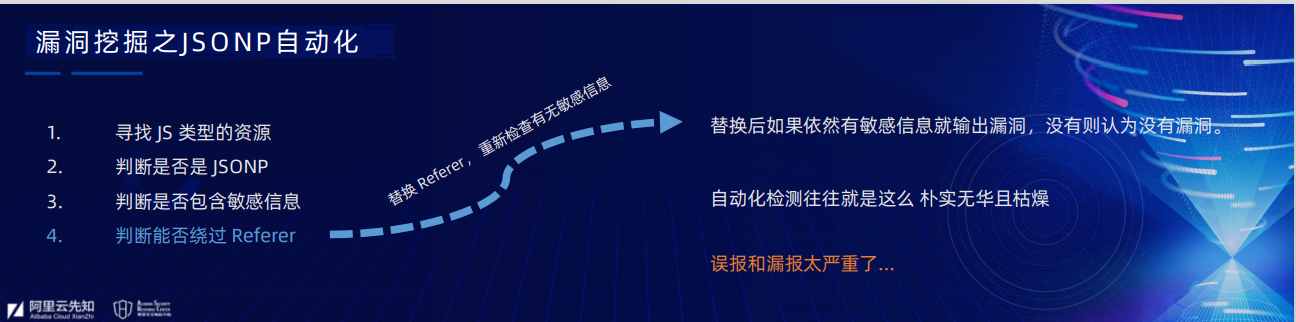 漏洞挖掘之JSONP自动化
1. 寻找 JS 类型的资源
2. 判断是否是 JSONP
3. 判断是否包含敏感信息
4. 判断能否绕过 Referer
替换 Referer，重新检查有无敏感信息
替换后如果依然有敏感信息就输出漏洞，没有则认为没有漏洞。
自动化检测往往就是这么 朴实无华且枯燥
误报和漏报太严重了...
阿里云先知
Alibaba Cloud XianZhi
Alibaba Security
Response Center